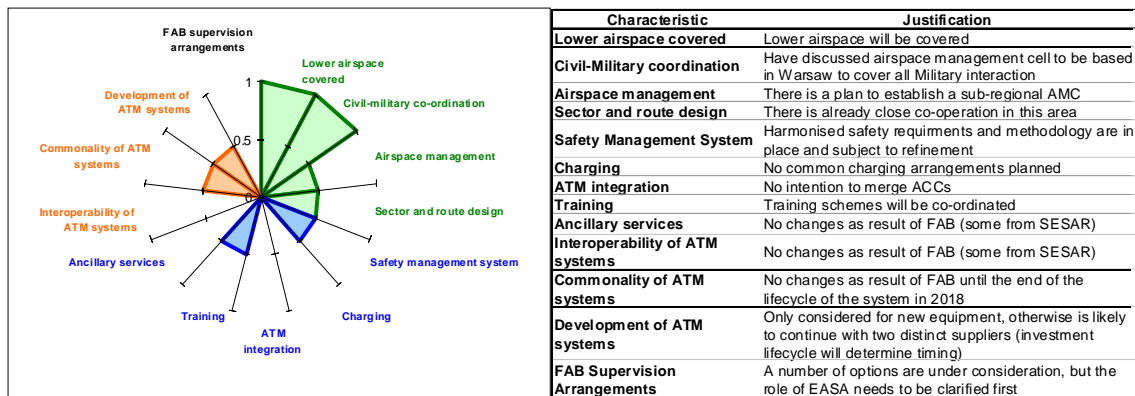 FAB supervision
arrangements
Lower airspace
covered
1
Development of
ATM systems
Civil-military co-ordination
0.5
Commonality of ATM
systems
Airspace management
0
Interoperability of
ATM systems
Sector and route design
Ancillary services
Safety management system
Training
Charging
ATM
integration
Characteristic Justification
Lower airspace covered Lower airspace will be covered
Civil-Military coordination Have discussed airspace management cell to be based
in Warsaw to cover all Military interaction
Airspace management There is a plan to establish a sub-regional AMC
Sector and route design There is already close co-operation in this area
Safety Management System Harmonised safety requirments and methodology are in
place and subject to refinement
Charging No common charging arrangements planned
ATM integration No intention to merge ACCs
Training Training schemes will be co-ordinated
Ancillary services No changes as result of FAB (some from SESAR)
Interoperability of ATM
systems No changes as result of FAB (some from SESAR)
Commonality of ATM
systems No changes as result of FAB until the end of the
lifecycle of the system in 2018
Development of ATM
systems Only considered for new equipment, otherwise is likely
to continue with two distinct suppliers (investment
lifecycle will determine timing)
FAB Supervision
Arrangements A number of options are under consideration, but the
role of EASA needs to be clarified first